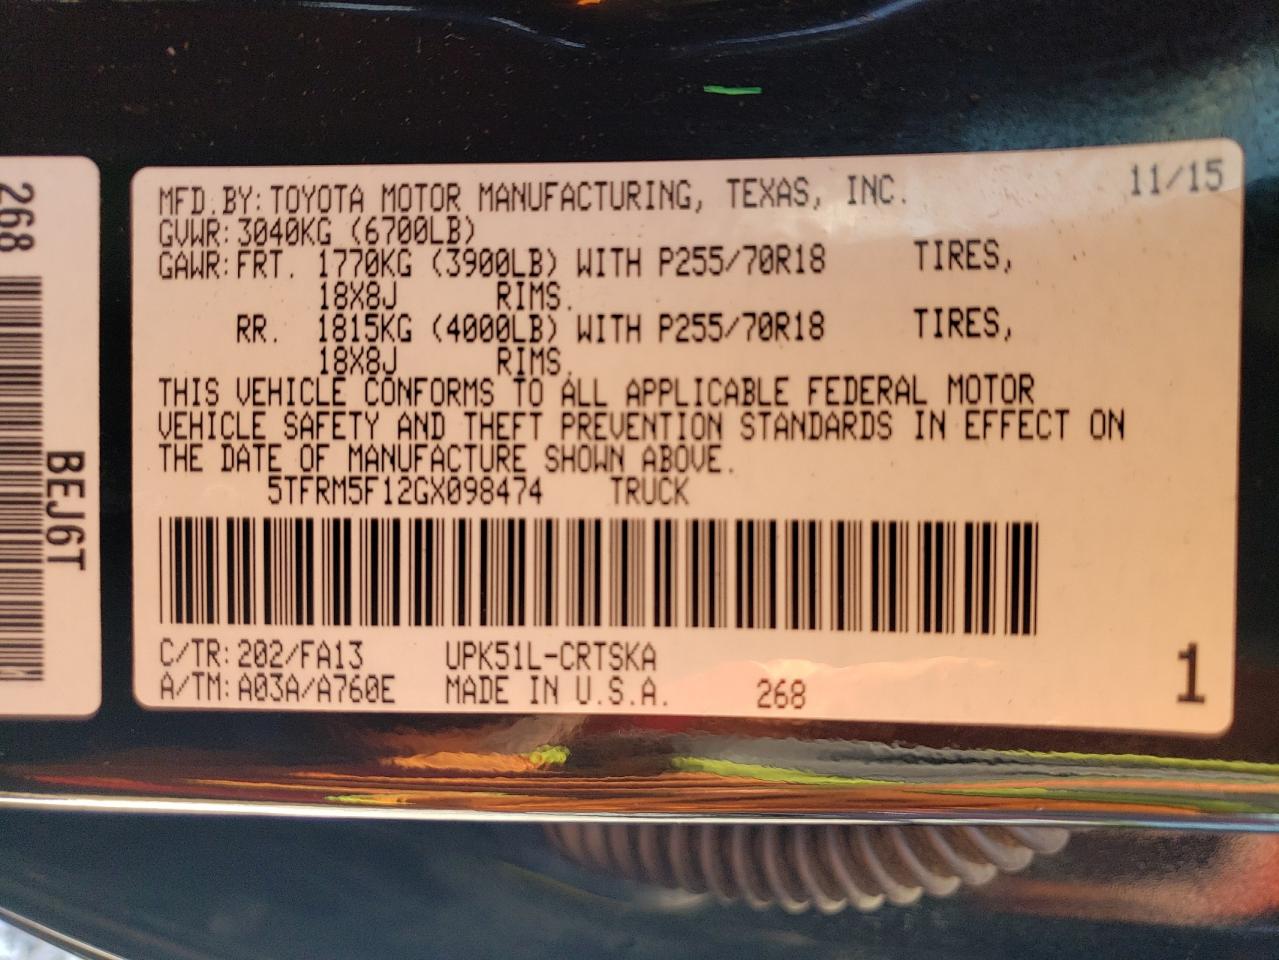 268
BEJ6T
MFD.BY:TOYOTA MOTOR MANUFACTURING, TEXAS, INC. 11/15
GVWR:3040KG (6700LB)
GAWR:FRT. 1770KG (3900LB) WITH P255/70R18 TIRES,
18X8J RIMS.
RR. 1815KG (4000LB) WITH P255/70R18 TIRES,
18X8J RIMS.
THIS VEHICLE CONFORMS TO ALL APPLICABLE FEDERAL MOTOR
VEHICLE SAFETY AND THEFT PREVENTION STANDARDS IN EFFECT ON
THE DATE OF MANUFACTURE SHOWN ABOVE.
5TFRM5F12GX098474 TRUCK
C/TR:202/FA13 UPK51L-CRTSKA
A/TM:A03A/A760E MADE IN U.S.A. 268
1